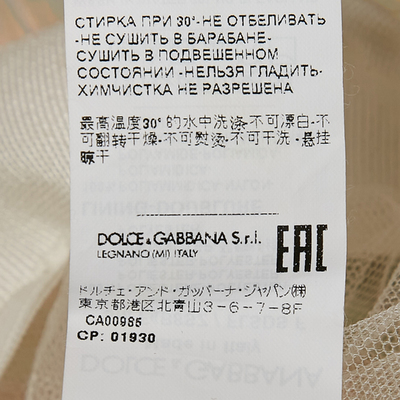 СТИРКА ПРИ 30°-НЕ ОТБЕЛИВАТЬ
-НЕ СУШИТЬ В БАРАБАНЕ-
СУШИТЬ В ПОДВЕШЕННОМ
СОСТОЯНИИ -НЕЛЬЗЯ ГЛАДИТЬ-
ХИМЧИСТКА НЕ РАЗРЕШЕНА
最高温度30° 的水中洗涤-不可漂白-不
可翻转干燥-不可熨烫-不可干洗-悬挂
晾干
DOLCE & GABBANA S.r.l.
LEGNANO (MI) ITALY
EAC
ドルチェ・アンド・ガッバーナ・ジャパン㈱
東京都港区北青山3-6-7-8F
CA00985
CP: 01930